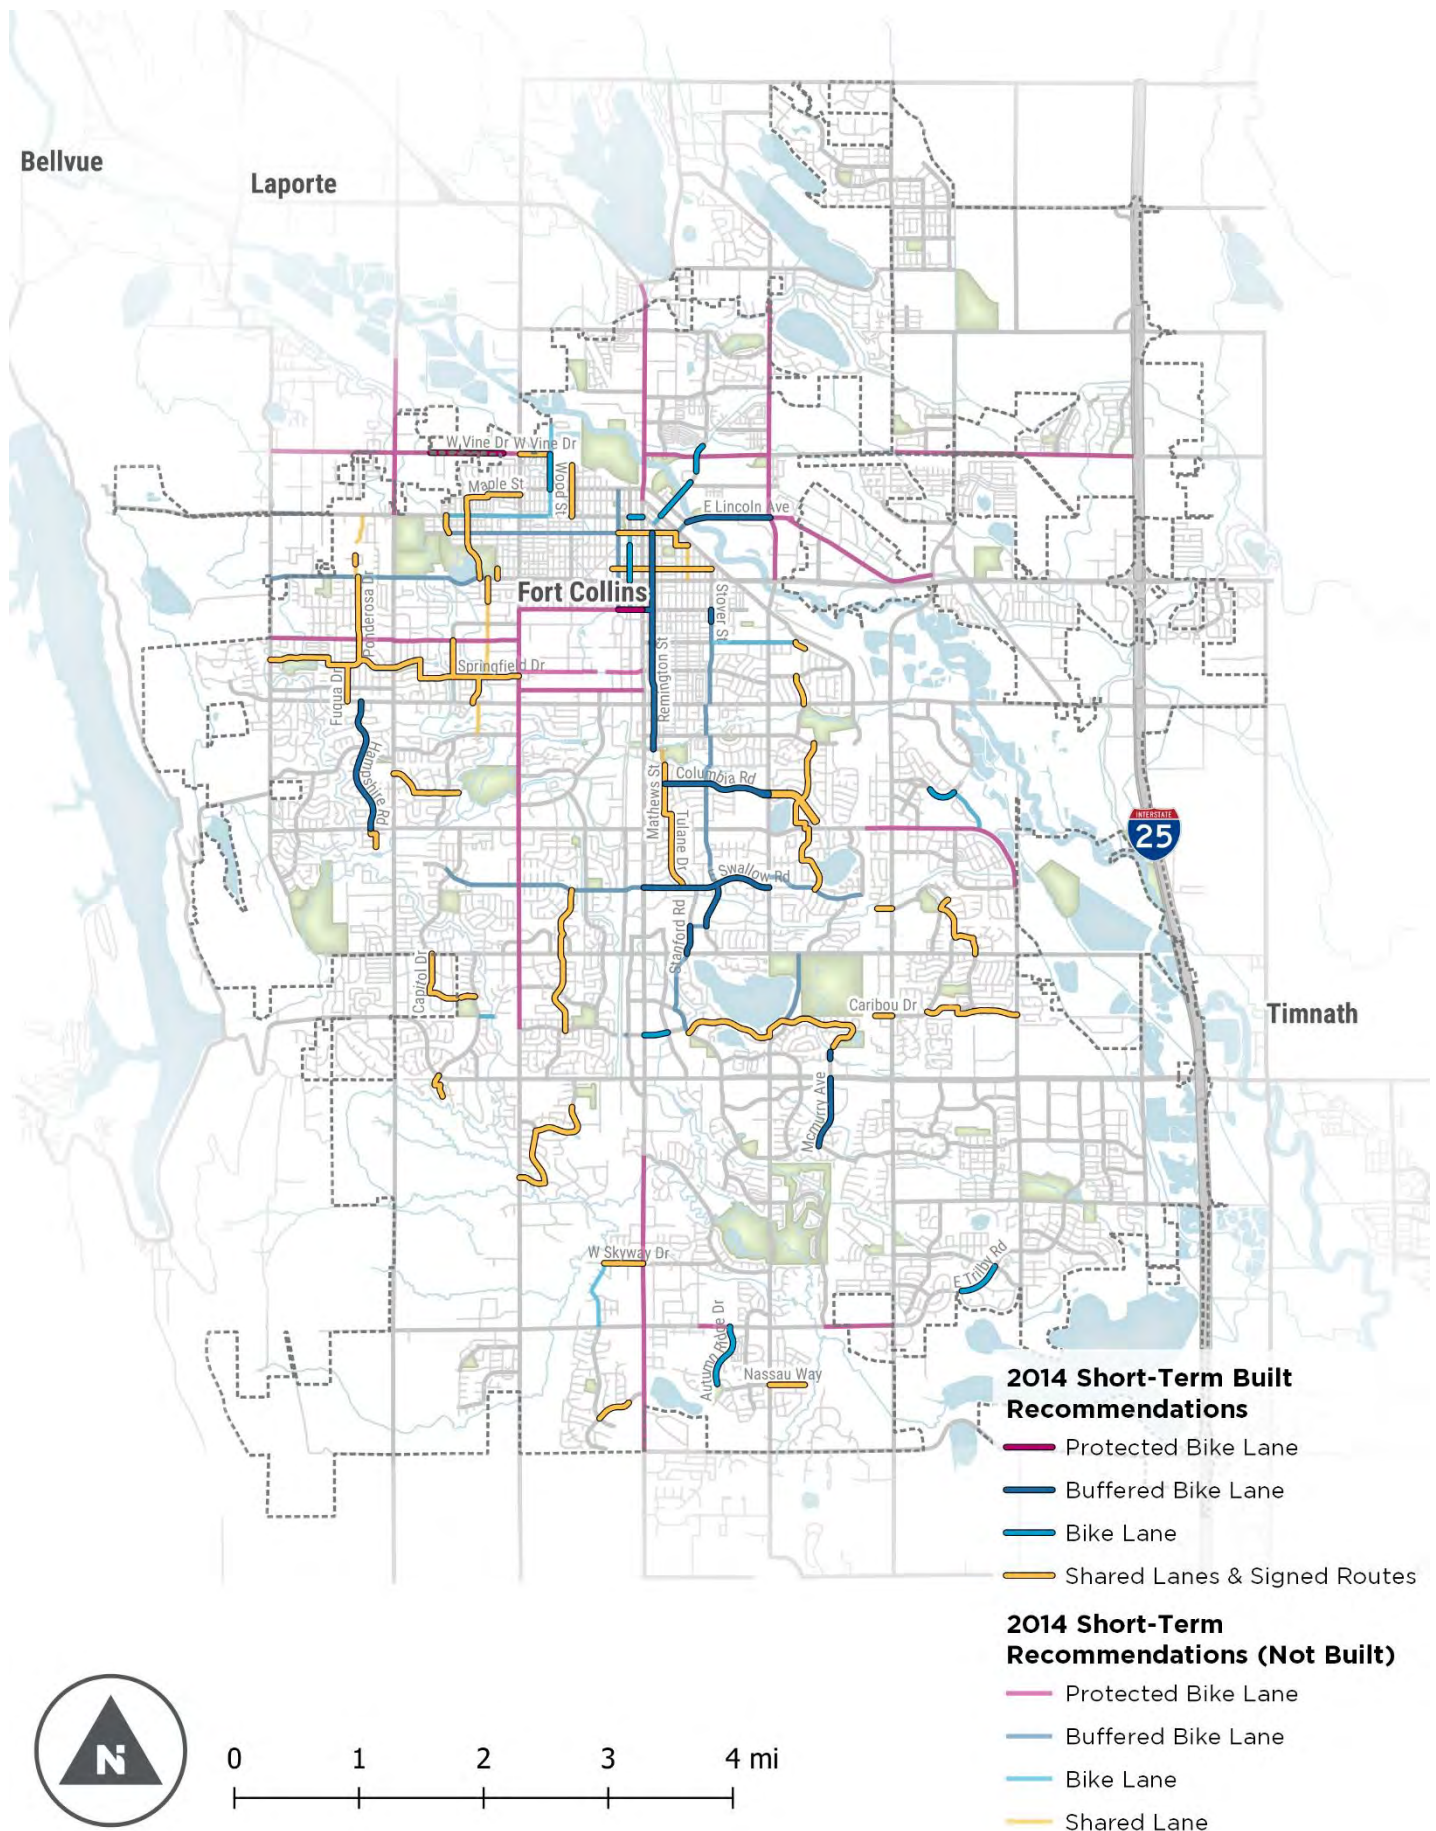 Bellvue
Laporte
W Vine Dr
W Vine Dr
Wood St
Maple St
E Lincoln Ave
Fort Collins
Ponderosa Dr
Stover St
Springfield Dr
Fuqua Dr
Remington St
Hampshire Rd
Mathews St
Columbia Rd
Tulane Dr
INTERSTATE
25
Swallow Rd
Stanford Rd
Capitol Dr
Caribou Dr
Timnath
Mcmurry Ave
W Skyway Dr
E Trilby Rd
Autumn Ridge Dr
Nassau Way
2014 Short-Term Built
Recommendations
Protected Bike Lane
Buffered Bike Lane
Bike Lane
Shared Lanes & Signed Routes
2014 Short-Term
Recommendations (Not Built)
Protected Bike Lane
Buffered Bike Lane
Bike Lane
Shared Lane
N
0 1 2 3 4 mi